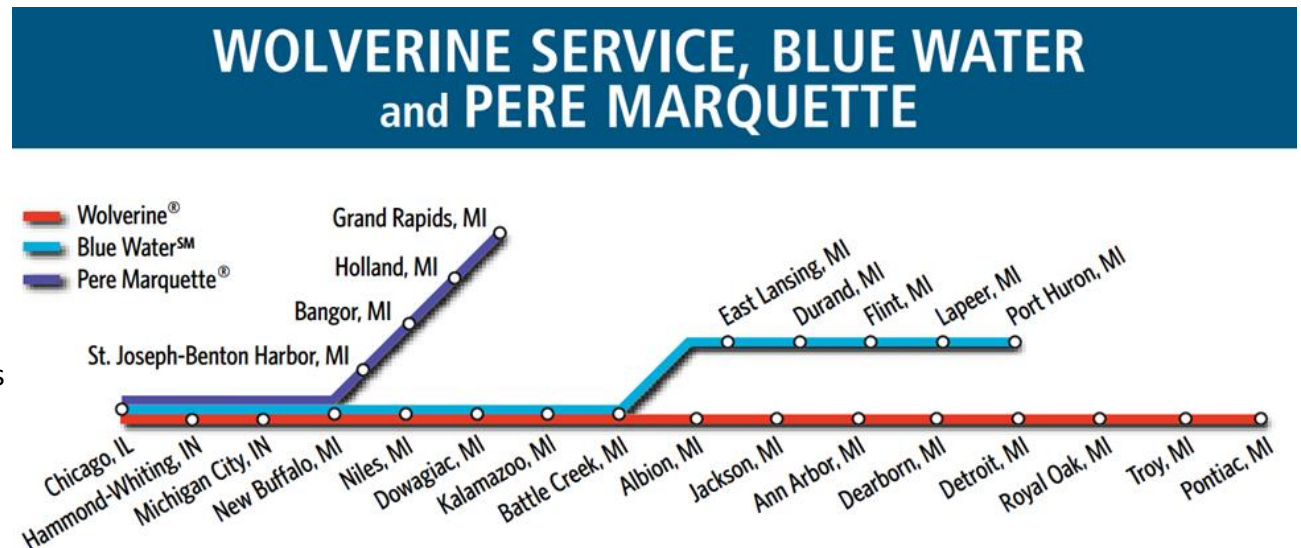 WOLVERINE SERVICE, BLUE WATER
and PERE MARQUETTE
Wolverine®
Blue Water℠
Pere Marquette®
Grand Rapids, MI
Holland, MI
Bangor, MI
St. Joseph-Benton Harbor, MI
East Lansing, MI
Durand, MI
Flint, MI
Lapeer, MI
Port Huron, MI
s
Chicago, IL
Hammond-Whiting, IN
Michigan City, IN
New Buffalo, MI
Niles, MI
Dowagiac, MI
Kalamazoo, MI
Battle Creek, MI
Albion, MI
Jackson, MI
Ann Arbor, MI
Dearborn, MI
Detroit, MI
Royal Oak, MI
Troy, MI
Pontiac, MI